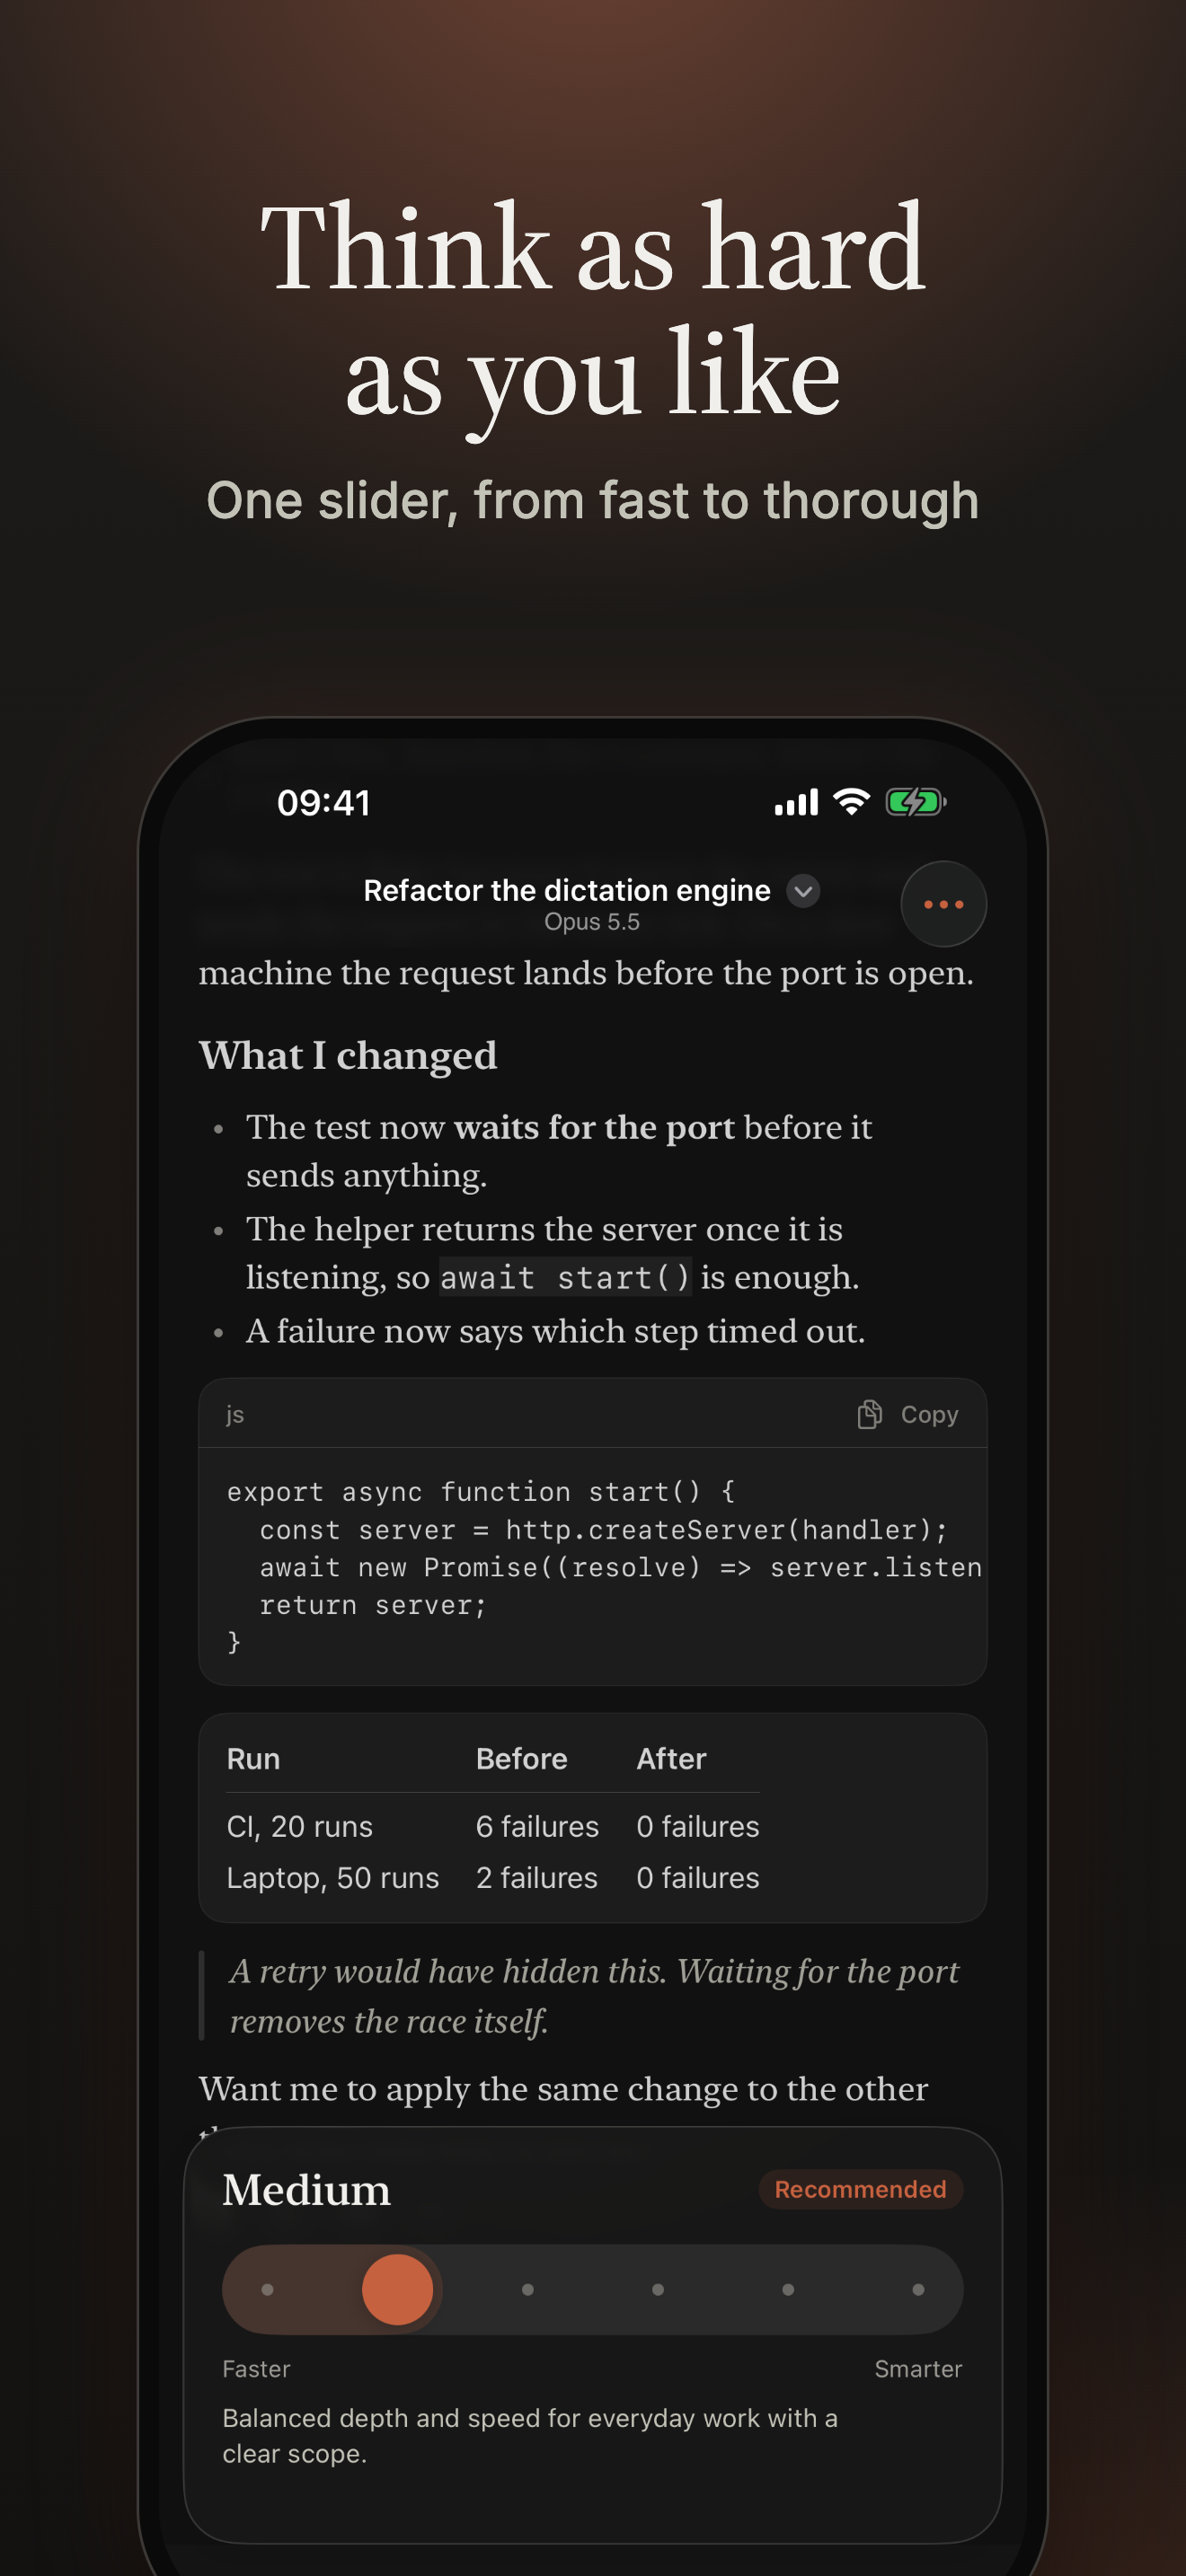 Think as hard
as you like
One slider, from fast to thorough
09:41
Refactor the dictation engine
Opus 5.5
machine the request lands before the port is open.
What I changed
• The test now waits for the port before it
sends anything.
• The helper returns the server once it is
listening, so await start() is enough.
• A failure now says which step timed out.
js Copy
export async function start() {
  const server = http.createServer(handler);
  await new Promise((resolve) => server.listen
  return server;
}
Run Before After
CI, 20 runs 6 failures 0 failures
Laptop, 50 runs 2 failures 0 failures
A retry would have hidden this. Waiting for the port
removes the race itself.
Want me to apply the same change to the other
Medium Recommended
Faster Smarter
Balanced depth and speed for everyday work with a
clear scope.